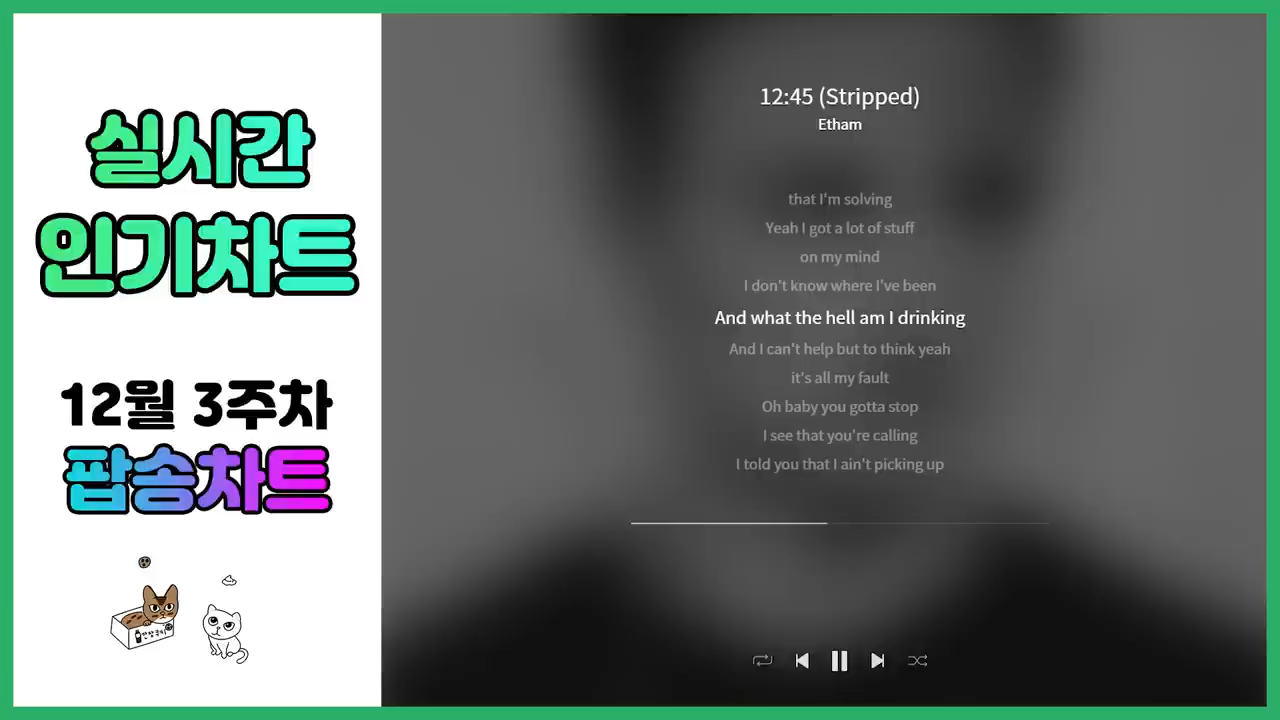 실시간
인기차트
12월 3주차
팝송차트
12:45 (Stripped)
Etham
that I'm solving
Yeah I got a lot of stuff
on my mind
I don't know where I've been
And what the hell am I drinking
And I can't help but to think yeah
it's all my fault
Oh baby you gotta stop
I see that you're calling
I told you that I ain't picking up